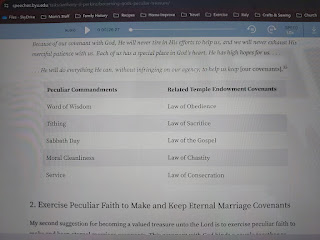 speeches.byu.edu
Files - SkyDrive Mom's Stuff Family History Recipes Home Improve Travel Exercise Italy Crafts & Sewing Church
Because of our covenant with God, He will never tire in His efforts to help us, and we will never exhaust His
merciful patience with us. Each of us has a special place in God's heart. He has high hopes for us. . . .
He will do everything He can, without infringing on our agency, to help us keep [our covenants].
Peculiar Commandments Related Temple Endowment Covenants
Word of Wisdom Law of Obedience
Tithing Law of Sacrifice
Sabbath Day Law of the Gospel
Moral Cleanliness Law of Chastity
Service Law of Consecration
2. Exercise Peculiar Faith to Make and Keep Eternal Marriage Covenants
My second suggestion for becoming a valued treasure unto the Lord is to exercise peculiar faith to